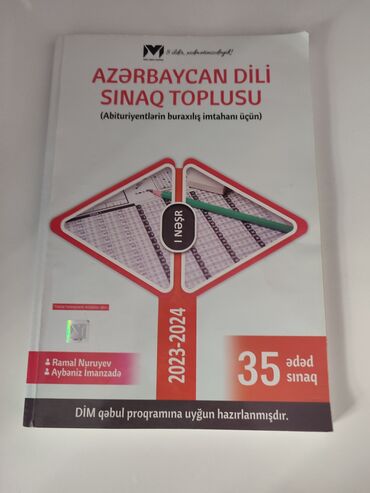 AZƏRBAYCAN DİLİ
SINAQ TOPLUSU
(Abituriyentlərin buraxılış imtahanı üçün)
I NƏŞR
2023-2024
Ramal Nuruyev
Aybəniz İmanzadə
35 ədəd
sınaq
DİM qəbul proqramına uyğun hazırlanmışdır.